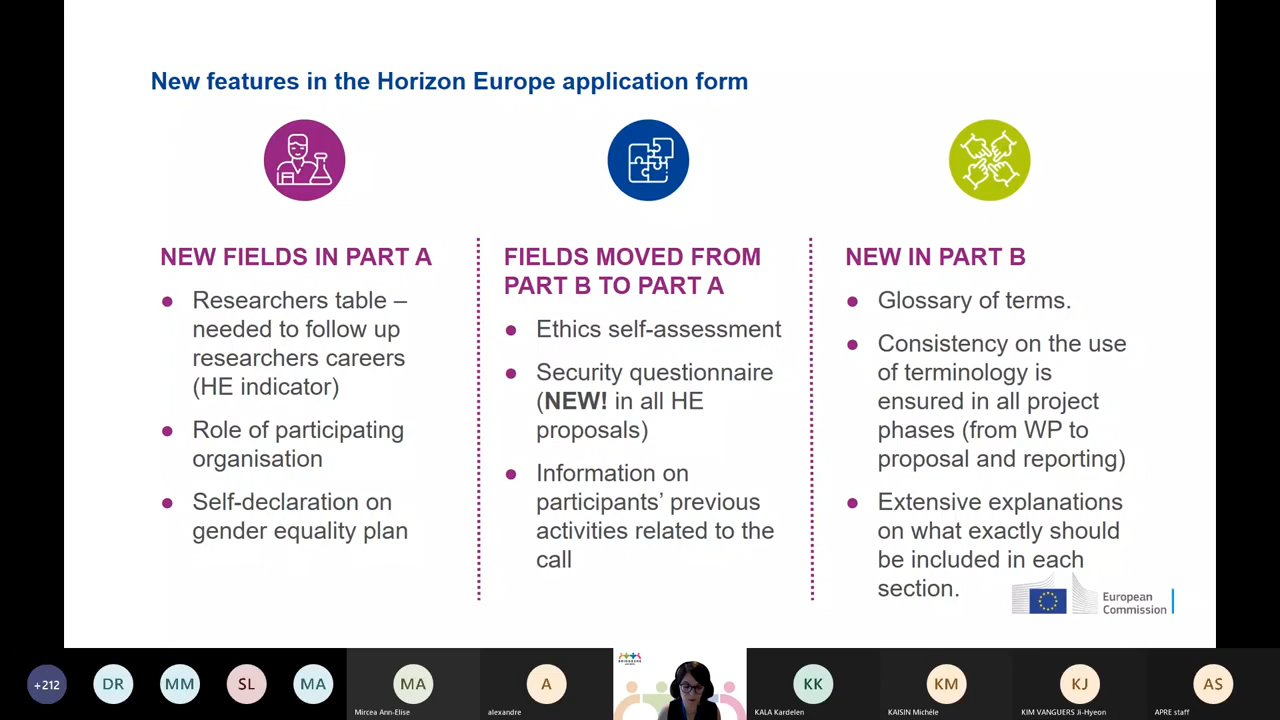 New features in the Horizon Europe application form
NEW FIELDS IN PART A
● Researchers table –
needed to follow up
researchers careers
(HE indicator)
● Role of participating
organisation
● Self-declaration on
gender equality plan
FIELDS MOVED FROM
PART B TO PART A
● Ethics self-assessment
● Security questionnaire
(NEW! in all HE
proposals)
● Information on
participants’ previous
activities related to the
call
NEW IN PART B
● Glossary of terms.
● Consistency on the use
of terminology is
ensured in all project
phases (from WP to
proposal and reporting)
● Extensive explanations
on what exactly should
be included in each
section.
European
Commission
+212
DR
MM
SL
MA
MA
Mircea Ann-Elise
A
alexandre
KK
KALA Kardelen
KM
KAISIN Michèle
KJ
KIM VANGUERS Ji-Hyeon
AS
APRE staff